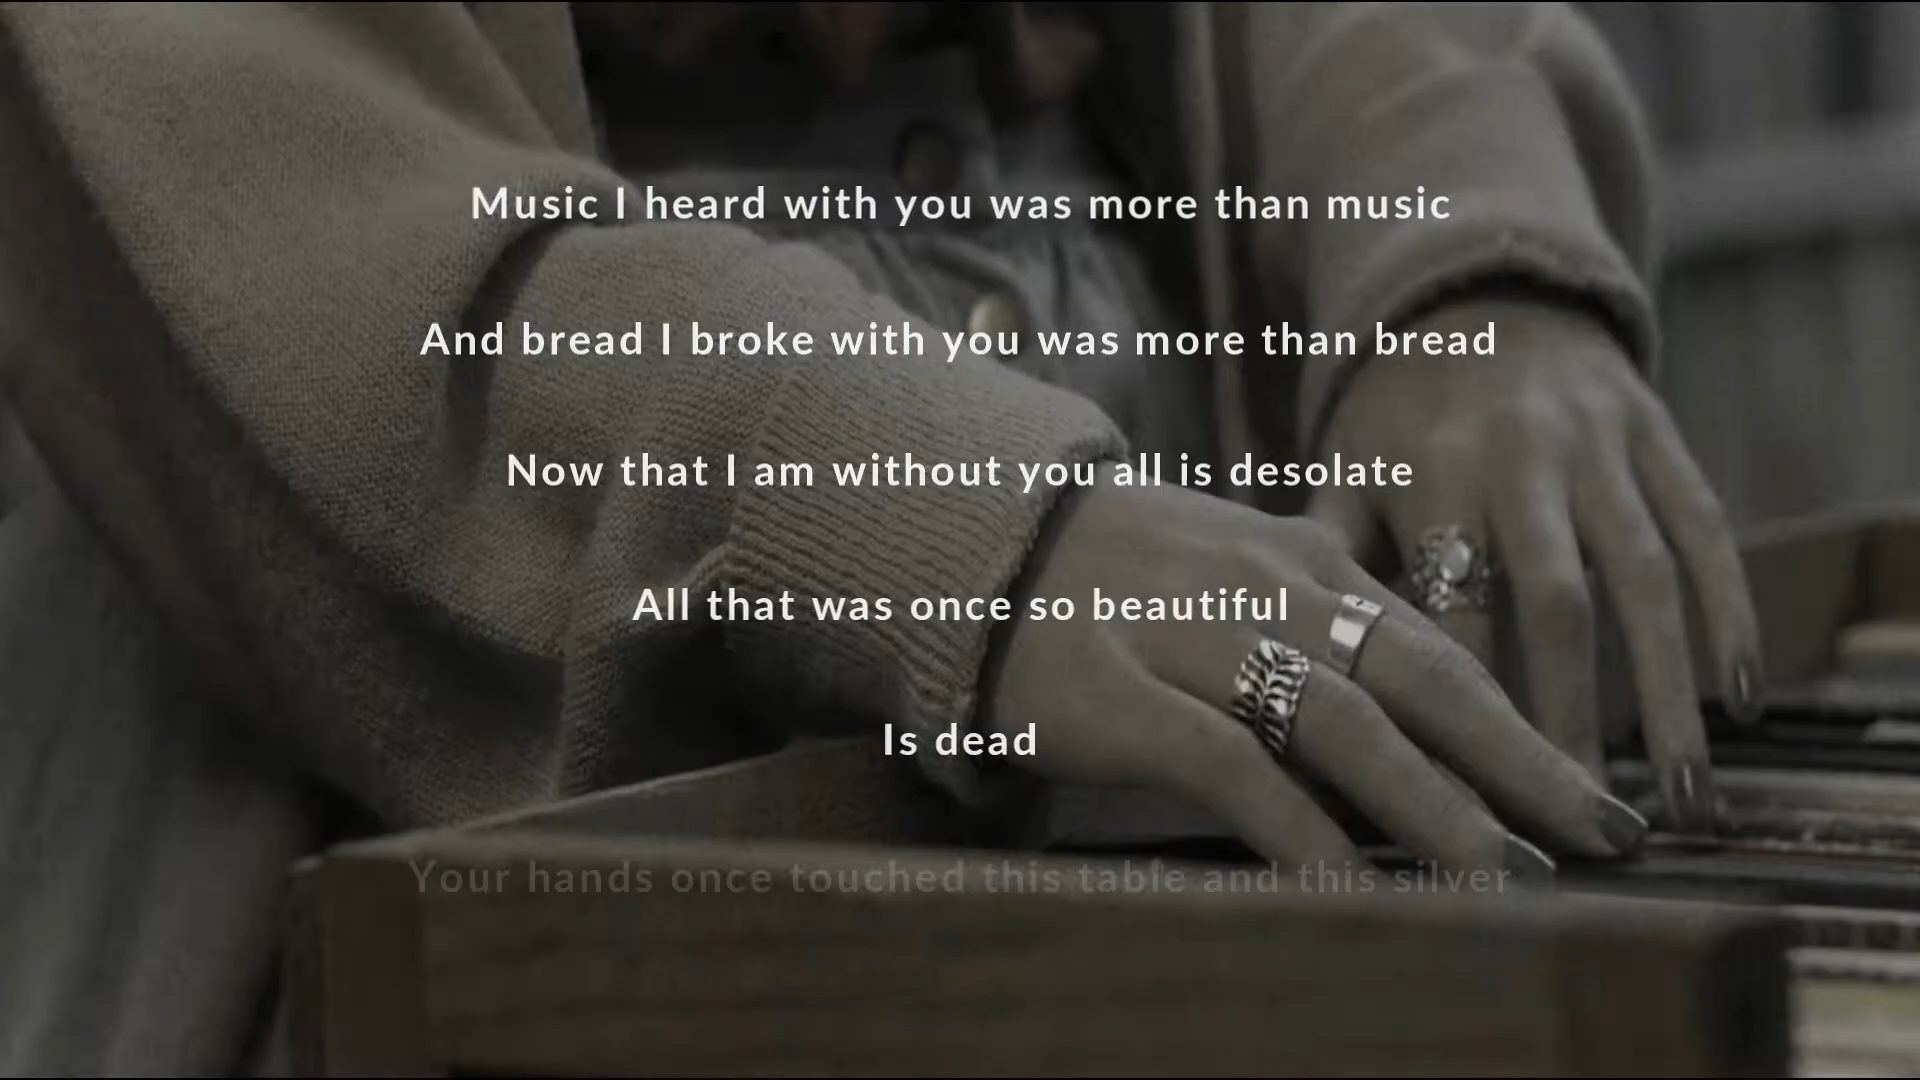 Music I heard with you was more than music
And bread I broke with you was more than bread
Now that I am without you all is desolate
All that was once so beautiful
Is dead
Your hands once touched this table and this silver